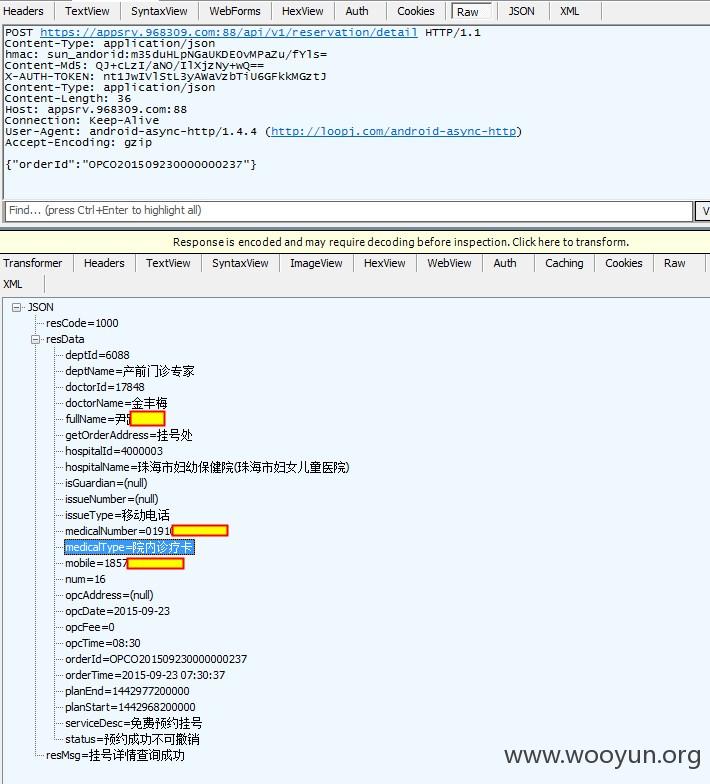 Headers TextView SyntaxView WebForms HexView Auth Cookies Raw JSON XML
POST https://appsrv.968309.com:88/api/v1/reservation/detail HTTP/1.1
Content-Type: application/json
hmac: sun_andorid:m35duHLpNGaUKDE0vMPaZu/fYls=
Content-Md5: QJ+cLzI/aNO/IlXjzNy+wQ==
X-AUTH-TOKEN: nt1JwIVlStL3yAWaVzbTiU6GFkkMGztJ
Content-Type: application/json
Content-Length: 36
Host: appsrv.968309.com:88
Connection: Keep-Alive
User-Agent: android-async-http/1.4.4 (http://loopj.com/android-async-http)
Accept-Encoding: gzip
{"orderId":"OPCO201509230000000237"}
Find... (press Ctrl+Enter to highlight all) V
Response is encoded and may require decoding before inspection. Click here to transform.
Transformer Headers TextView SyntaxView ImageView HexView WebView Auth Caching Cookies Raw
XML
JSON
resCode=1000
resData
deptId=6088
deptName=产前门诊专家
doctorId=17848
doctorName=金丰梅
fullName=尹
getOrderAddress=挂号处
hospitalId=4000003
hospitalName=珠海市妇幼保健院(珠海市妇女儿童医院)
isGuardian=(null)
issueNumber=(null)
issueType=移动电话
medicalNumber=0191
medicalType=院内诊疗卡
mobile=1857
num=16
opcAddress=(null)
opcDate=2015-09-23
opcFee=0
opcTime=08:30
orderId=OPCO201509230000000237
orderTime=2015-09-23 07:30:37
planEnd=1442977200000
planStart=1442968200000
serviceDesc=免费预约挂号
status=预约成功不可撤销
resMsg=挂号详情查询成功
www.wooyun.org